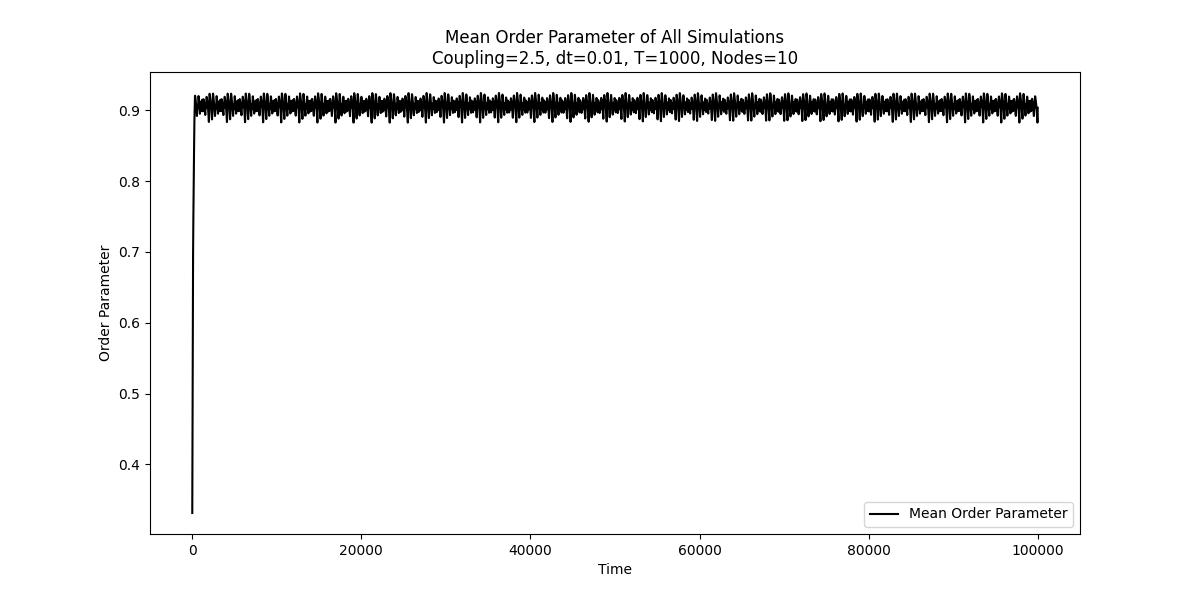 Mean Order Parameter of All Simulations
Coupling=2.5, dt=0.01, T=1000, Nodes=10
Order Parameter
0.9
0.8
0.7
0.6
0.5
0.4
Mean Order Parameter
0
20000
40000
60000
80000
100000
Time